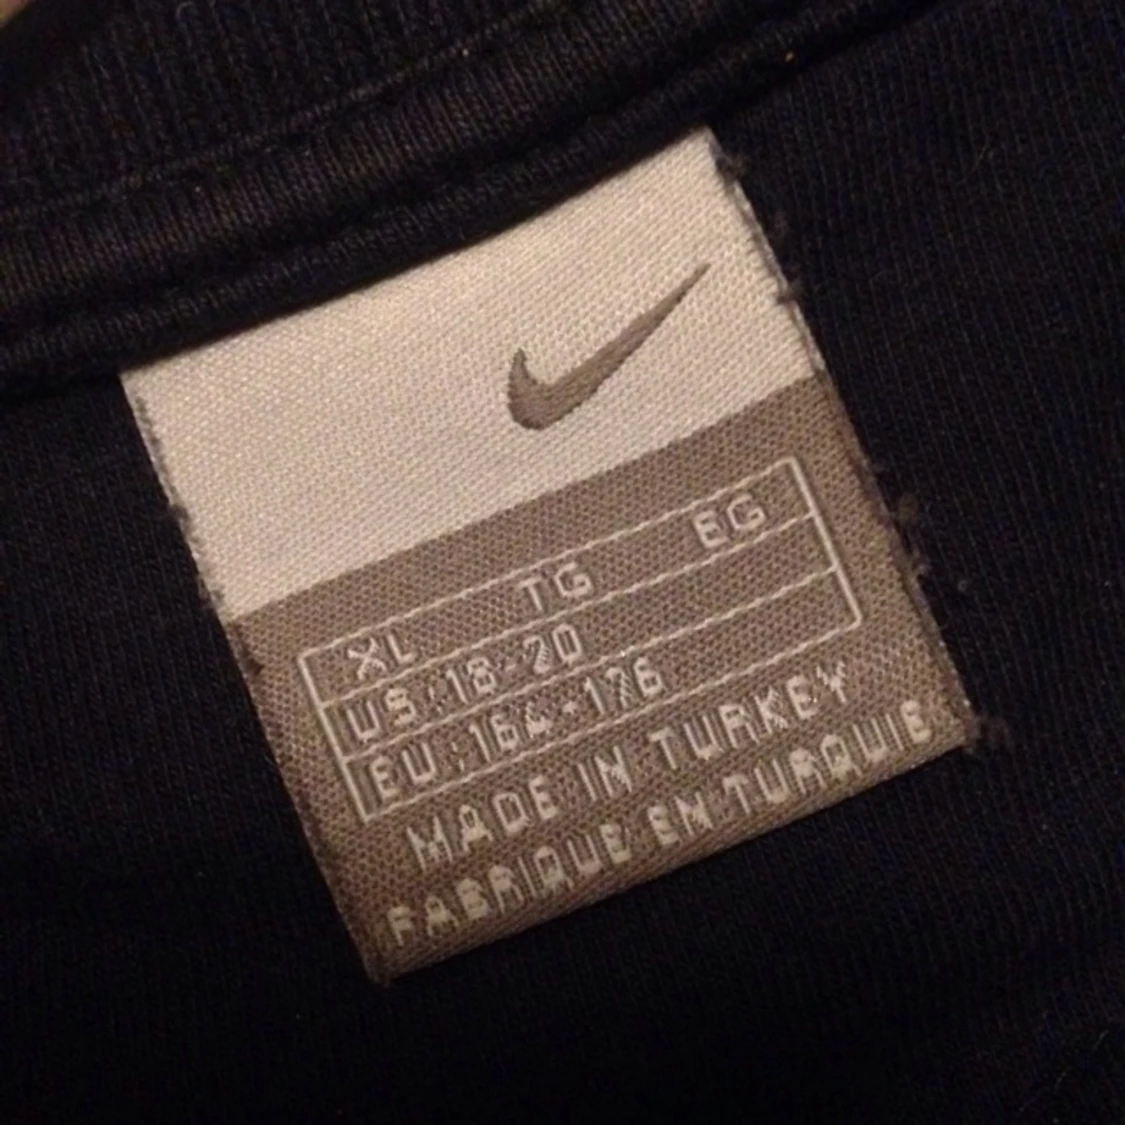 XL TG EG
US:18-20
EU:164-176
MADE IN TURKEY
FABRIQUE EN TURQUIE